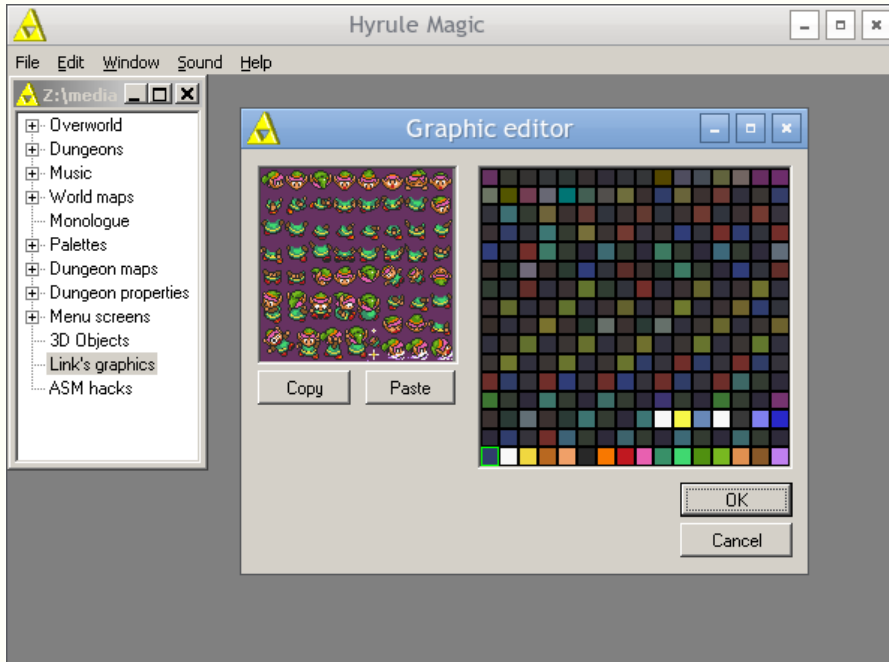 Hyrule Magic
File Edit Window Sound Help
Z:\media
Overworld
Dungeons
Music
World maps
Monologue
Palettes
Dungeon maps
Dungeon properties
Menu screens
3D Objects
Link's graphics
ASM hacks
Graphic editor
Copy Paste
OK
Cancel